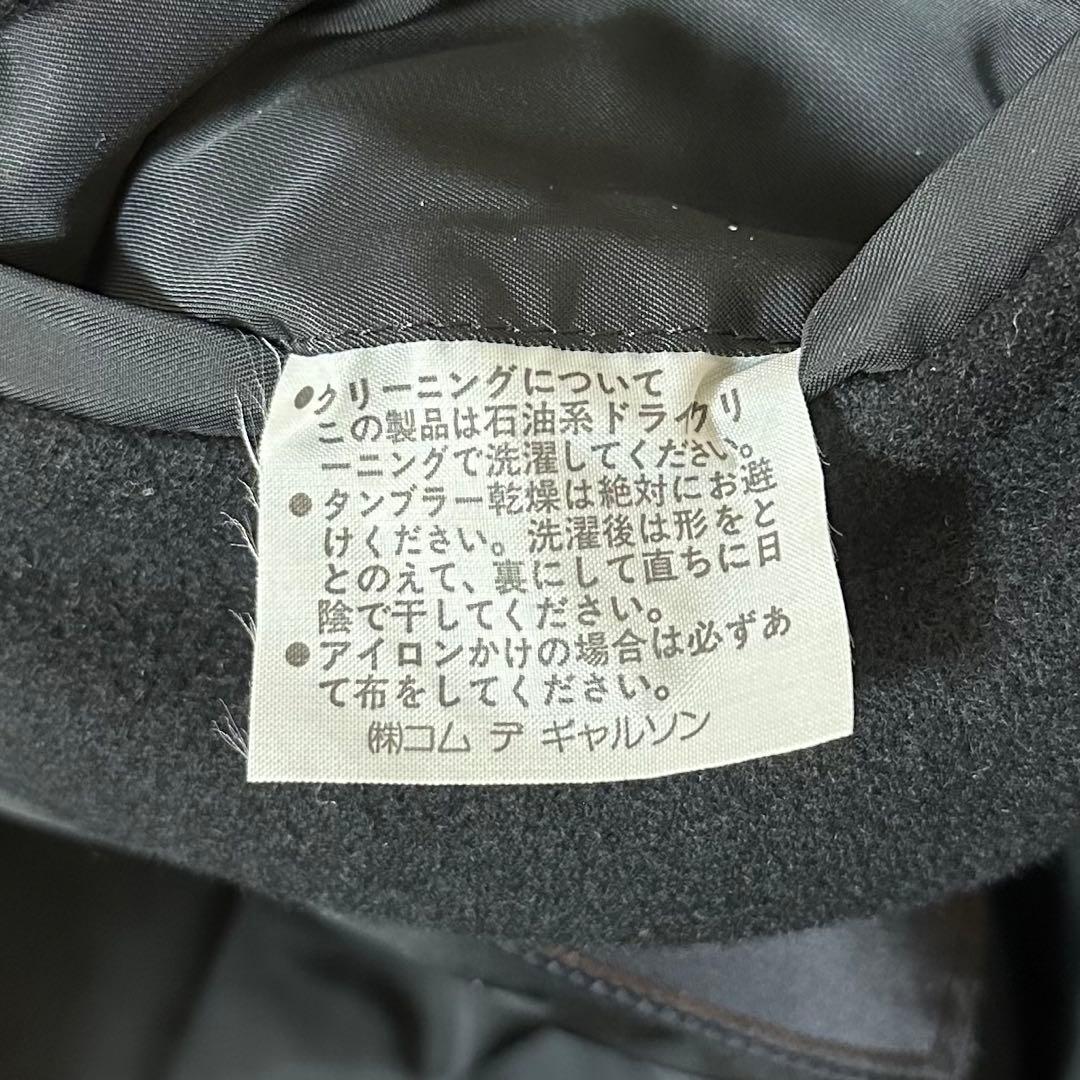 ●クリーニングについて
この製品は石油系ドライクリ
ーニングで洗濯してください。
●タンブラー乾燥は絶対にお避
けください。洗濯後は形をと
とのえて、裏にして直ちに日
陰で干してください。
●アイロンかけの場合は必ずあ
て布をしてください。
㈱コム デ ギャルソン